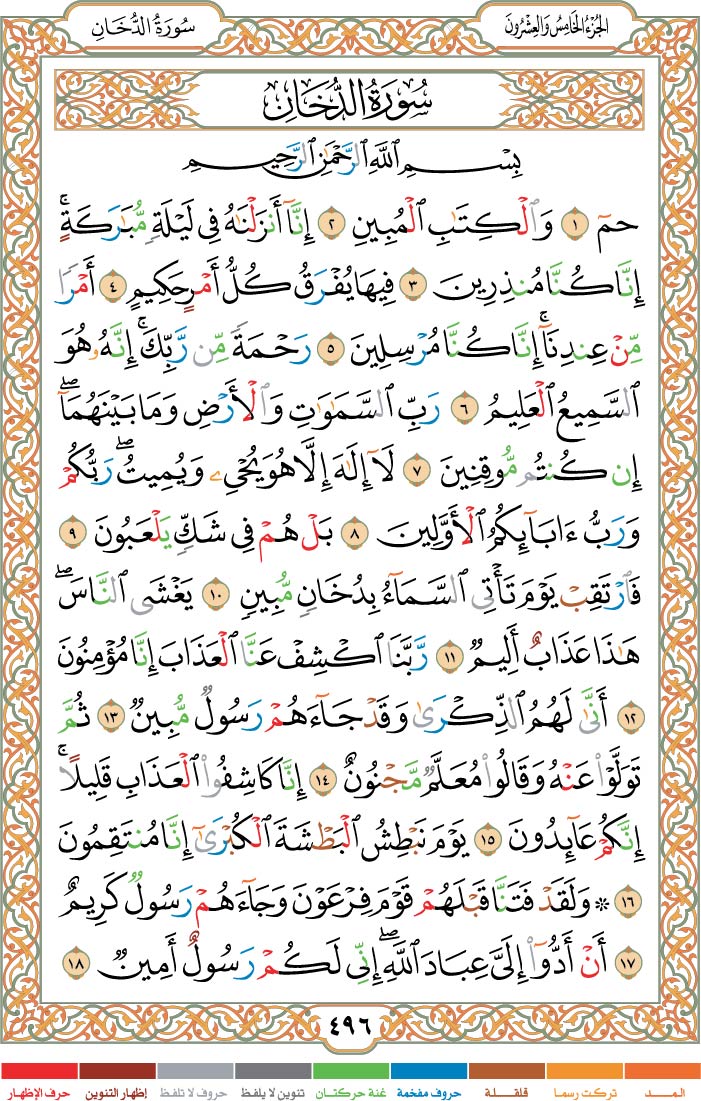 الجُزْءُ الخَامِسُ وَالعِشْرُونَ
سُورَةُ الدُّخَانِ
سُورَةُ الدُّخَانِ
بِسْمِ ٱللَّهِ ٱلرَّحْمَٰنِ ٱلرَّحِيمِ
حمٓ ١ وَٱلْكِتَٰبِ ٱلْمُبِينِ ٢ إِنَّآ أَنزَلْنَٰهُ فِى لَيْلَةٍ مُّبَٰرَكَةٍ ۚ
إِنَّا كُنَّا مُنذِرِينَ ٣ فِيهَا يُفْرَقُ كُلُّ أَمْرٍ حَكِيمٍ ٤ أَمْرًا
مِّنْ عِندِنَآ ۚ إِنَّا كُنَّا مُرْسِلِينَ ٥ رَحْمَةً مِّن رَّبِّكَ ۚ إِنَّهُۥ هُوَ
ٱلسَّمِيعُ ٱلْعَلِيمُ ٦ رَبِّ ٱلسَّمَٰوَٰتِ وَٱلْأَرْضِ وَمَا بَيْنَهُمَآ ۖ
إِن كُنتُم مُّوقِنِينَ ٧ لَآ إِلَٰهَ إِلَّا هُوَ يُحْىِۦ وَيُمِيتُ ۖ رَبُّكُمْ
وَرَبُّ ءَابَآئِكُمُ ٱلْأَوَّلِينَ ٨ بَلْ هُمْ فِى شَكٍّ يَلْعَبُونَ ٩
فَٱرْتَقِبْ يَوْمَ تَأْتِى ٱلسَّمَآءُ بِدُخَانٍ مُّبِينٍ ١٠ يَغْشَى ٱلنَّاسَ ۖ
هَٰذَا عَذَابٌ أَلِيمٌ ١١ رَّبَّنَا ٱكْشِفْ عَنَّا ٱلْعَذَابَ إِنَّا مُؤْمِنُونَ
١٢ أَنَّىٰ لَهُمُ ٱلذِّكْرَىٰ وَقَدْ جَآءَهُمْ رَسُولٌ مُّبِينٌ ١٣ ثُمَّ
تَوَلَّوْا۟ عَنْهُ وَقَالُوا۟ مُعَلَّمٌ مَّجْنُونٌ ١٤ إِنَّا كَاشِفُوا۟ ٱلْعَذَابِ قَلِيلًا ۚ
إِنَّكُمْ عَآئِدُونَ ١٥ يَوْمَ نَبْطِشُ ٱلْبَطْشَةَ ٱلْكُبْرَىٰٓ إِنَّا مُنتَقِمُونَ
١٦ ۞ وَلَقَدْ فَتَنَّا قَبْلَهُمْ قَوْمَ فِرْعَوْنَ وَجَآءَهُمْ رَسُولٌ كَرِيمٌ
١٧ أَنْ أَدُّوٓا۟ إِلَىَّ عِبَادَ ٱللَّهِ ۖ إِنِّى لَكُمْ رَسُولٌ أَمِينٌ ١٨
٤٩٦
المــــد تركت رسما قلقــلة حروف مفخمة غنة حركتان تنوين لا يلفظ حروف لا تلفظ إظهار التنوين حرف الإظهار